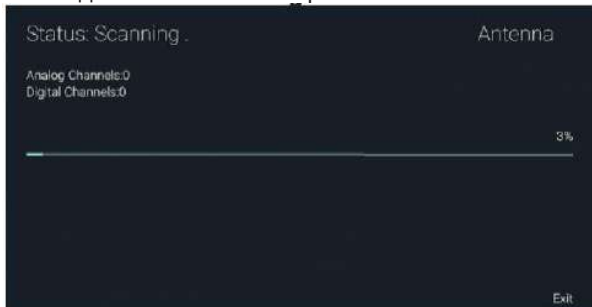 Status: Scanning .
Antenna
Analog Channels:0
Digital Channels:0
3%
Exit